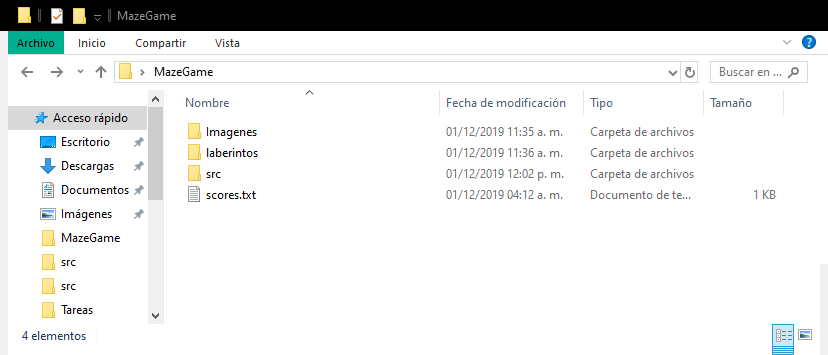 MazeGame
Archivo Inicio Compartir Vista
MazeGame Buscar en ...
Nombre Fecha de modificación Tipo Tamaño
Acceso rápido
Escritorio
Descargas
Documentos
Imágenes
MazeGame
src
src
Tareas
Imagenes 01/12/2019 11:35 a. m. Carpeta de archivos
laberintos 01/12/2019 11:36 a. m. Carpeta de archivos
src 01/12/2019 12:02 p. m. Carpeta de archivos
scores.txt 01/12/2019 04:12 a. m. Documento de te... 1 KB
4 elementos